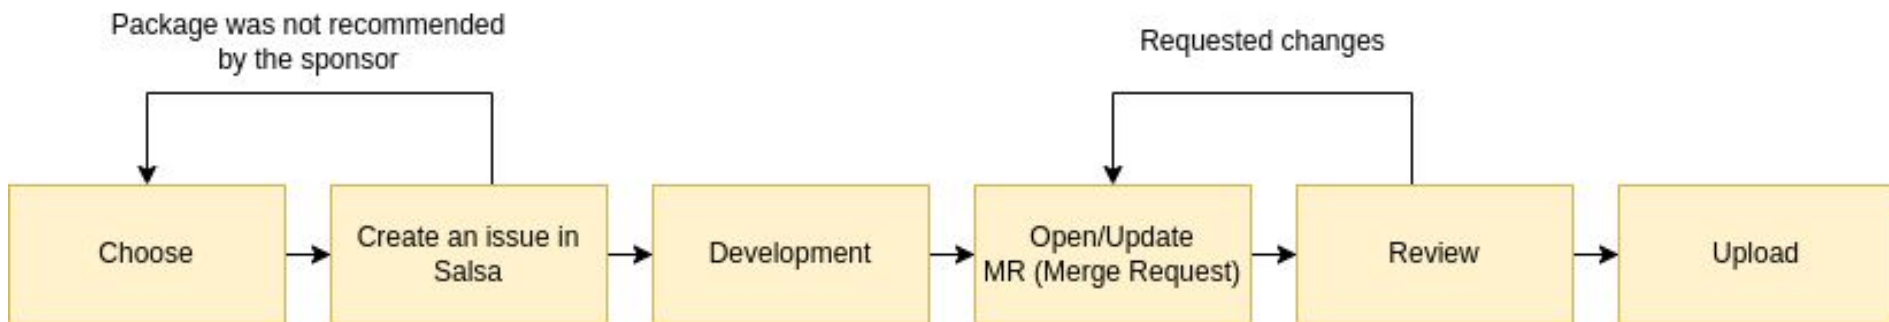 Package was not recommended
by the sponsor
Requested changes
Choose
Create an issue in
Salsa
Development
Open/Update
MR (Merge Request)
Review
Upload